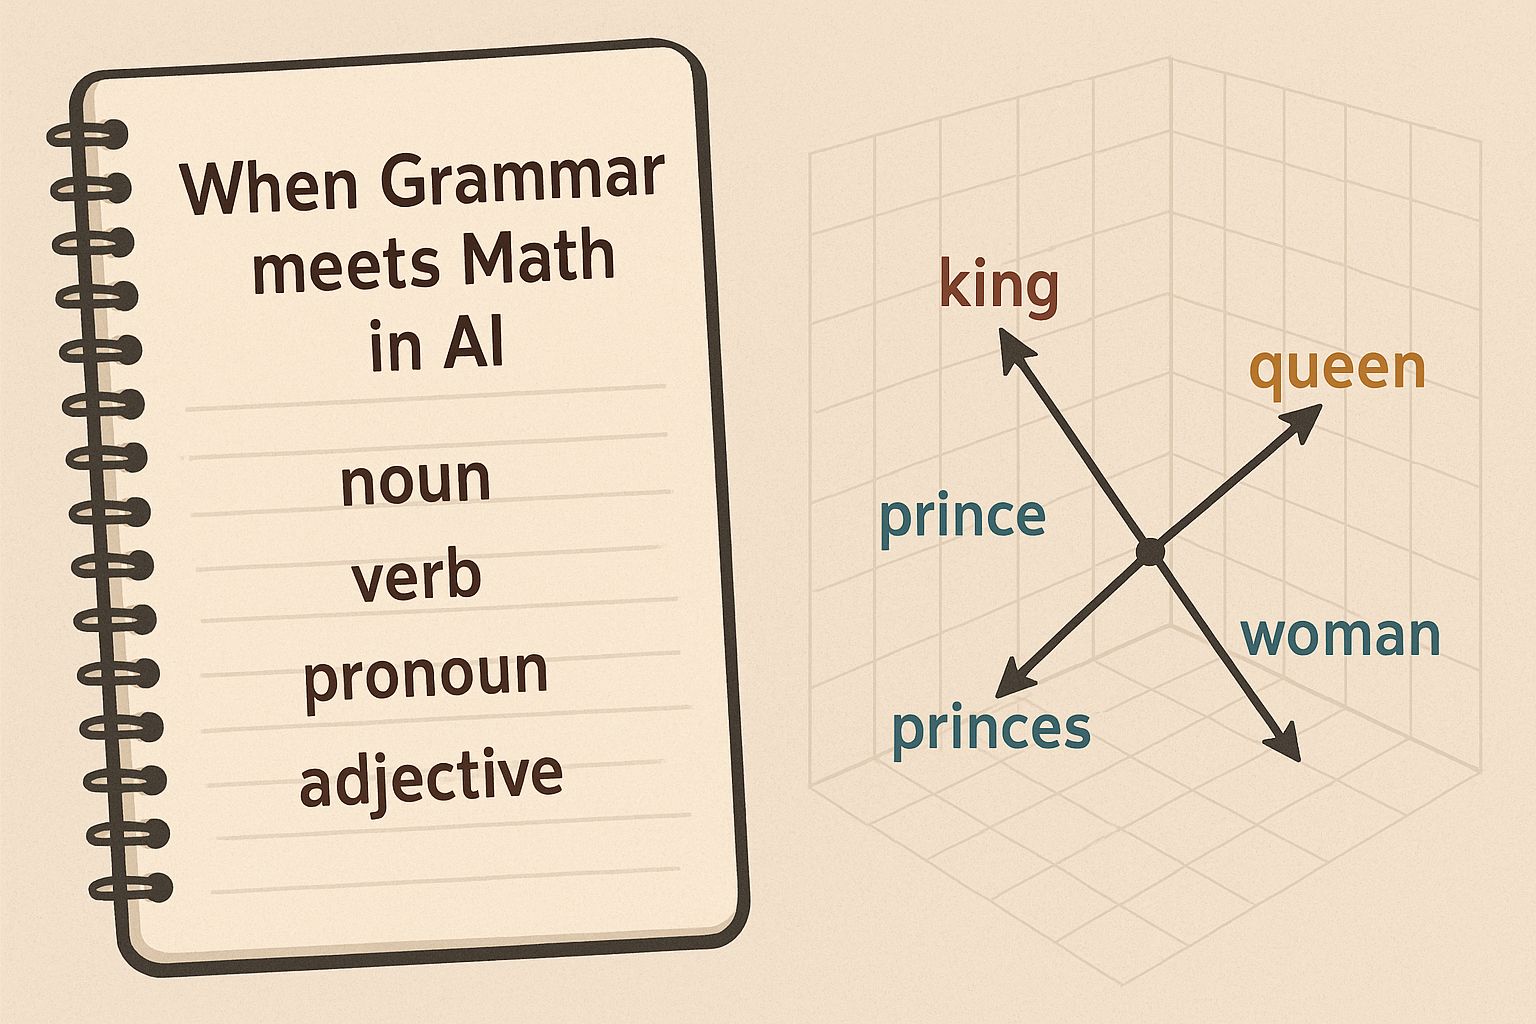 When Grammar
meets Math
in AI
noun
verb
pronoun
adjective
king
queen
prince
woman
princes